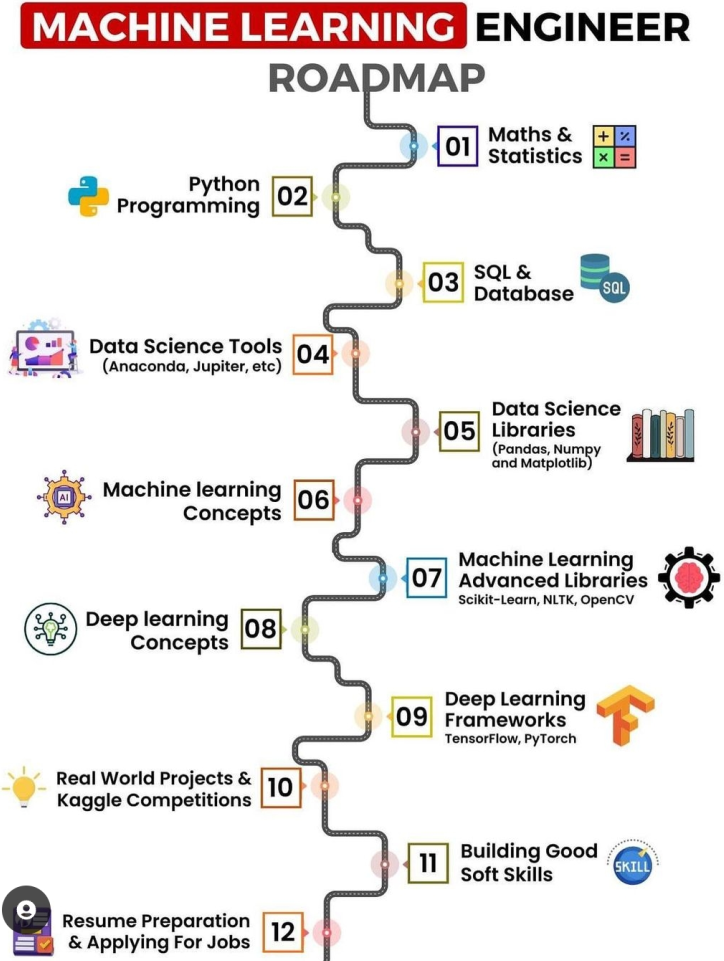 MACHINE LEARNING ENGINEER
ROADMAP
01
Maths &
Statistics
+ % × =
Python
Programming
02
03
SQL &
Database
SQL
Data Science Tools
(Anaconda, Jupiter, etc)
04
05
Data Science
Libraries
(Pandas, Numpy
and Matplotlib)
Machine learning
Concepts
06
AI
07
Machine Learning
Advanced Libraries
Scikit-Learn, NLTK, OpenCV
Deep learning
Concepts
08
09
Deep Learning
Frameworks
TensorFlow, PyTorch
Real World Projects &
Kaggle Competitions
10
11
Building Good
Soft Skills
SKILL
Resume Preparation
& Applying For Jobs
12